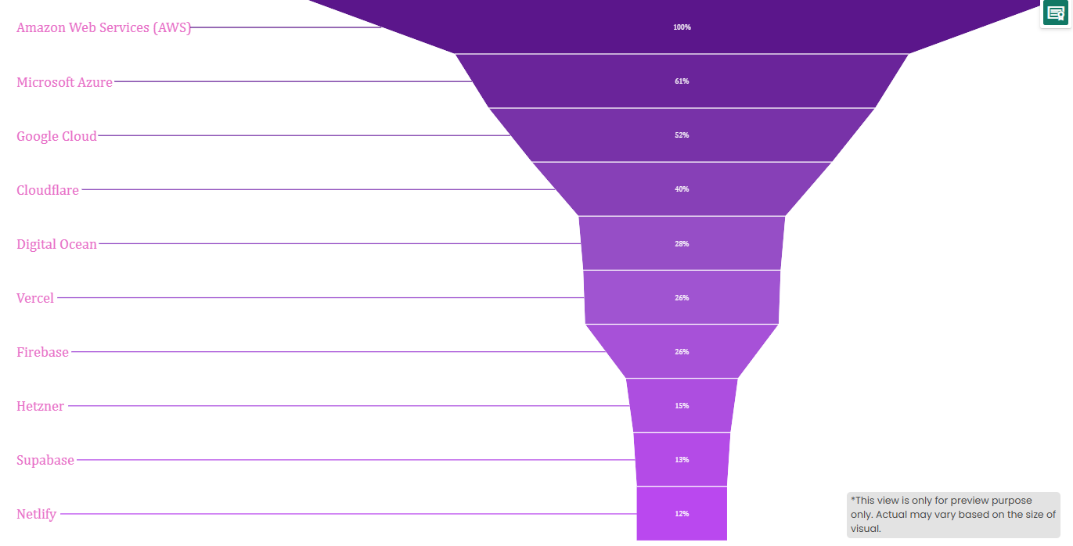 Amazon Web Services (AWS)
100%
Microsoft Azure
61%
Google Cloud
52%
Cloudflare
40%
Digital Ocean
28%
Vercel
26%
Firebase
26%
Hetzner
15%
Supabase
13%
Netlify
12%
*This view is only for preview purpose
only. Actual may vary based on the size of
visual.